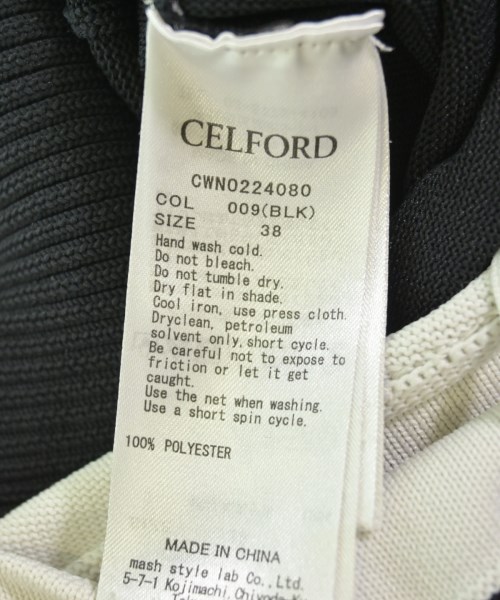 CELFORD
CWNO224080
COL 009(BLK)
SIZE 38
Hand wash cold.
Do not bleach.
Do not tumble dry.
Dry flat in shade.
Cool iron, use press cloth.
Dryclean, petroleum
solvent only,short cycle.
Be careful not to expose to
friction or let it get
caught.
Use the net when washing.
Use a short spin cycle.
100% POLYESTER
MADE IN CHINA
mash style lab Co.,Ltd.
5-7-1 Kojimachi,Chiyoda-Ku